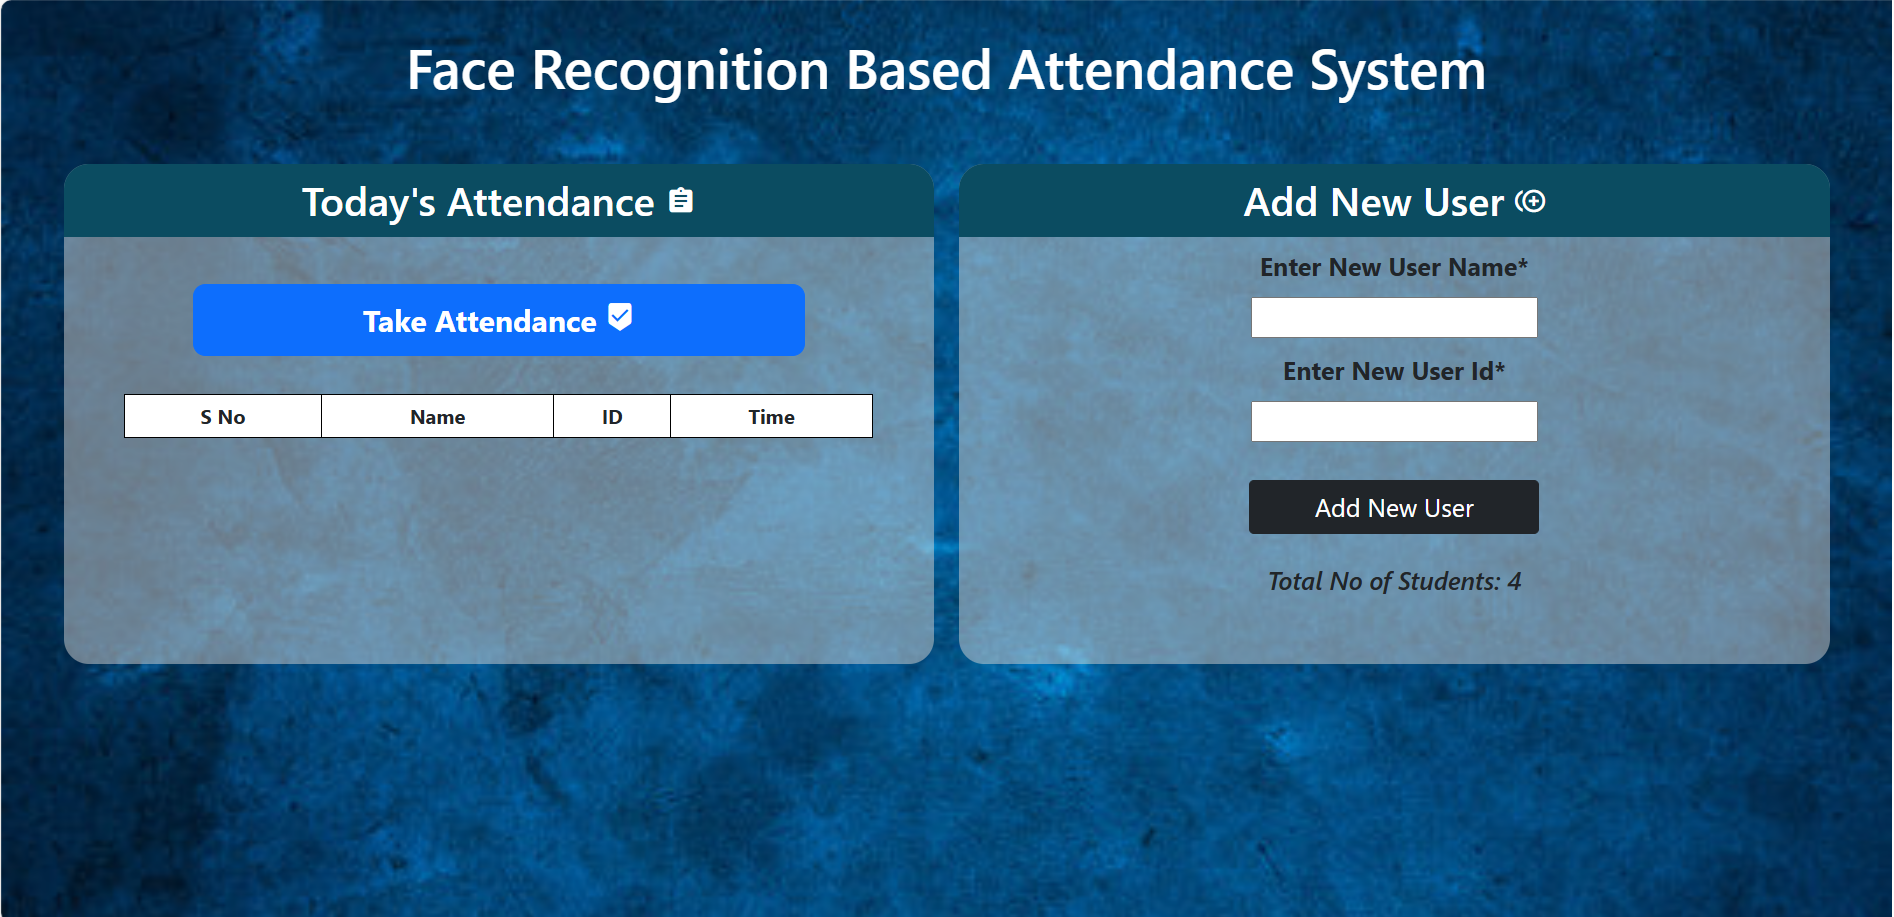 Face Recognition Based Attendance System
Today's Attendance
Take Attendance
S No Name ID Time
Add New User
Enter New User Name*
Enter New User Id*
Add New User
Total No of Students: 4